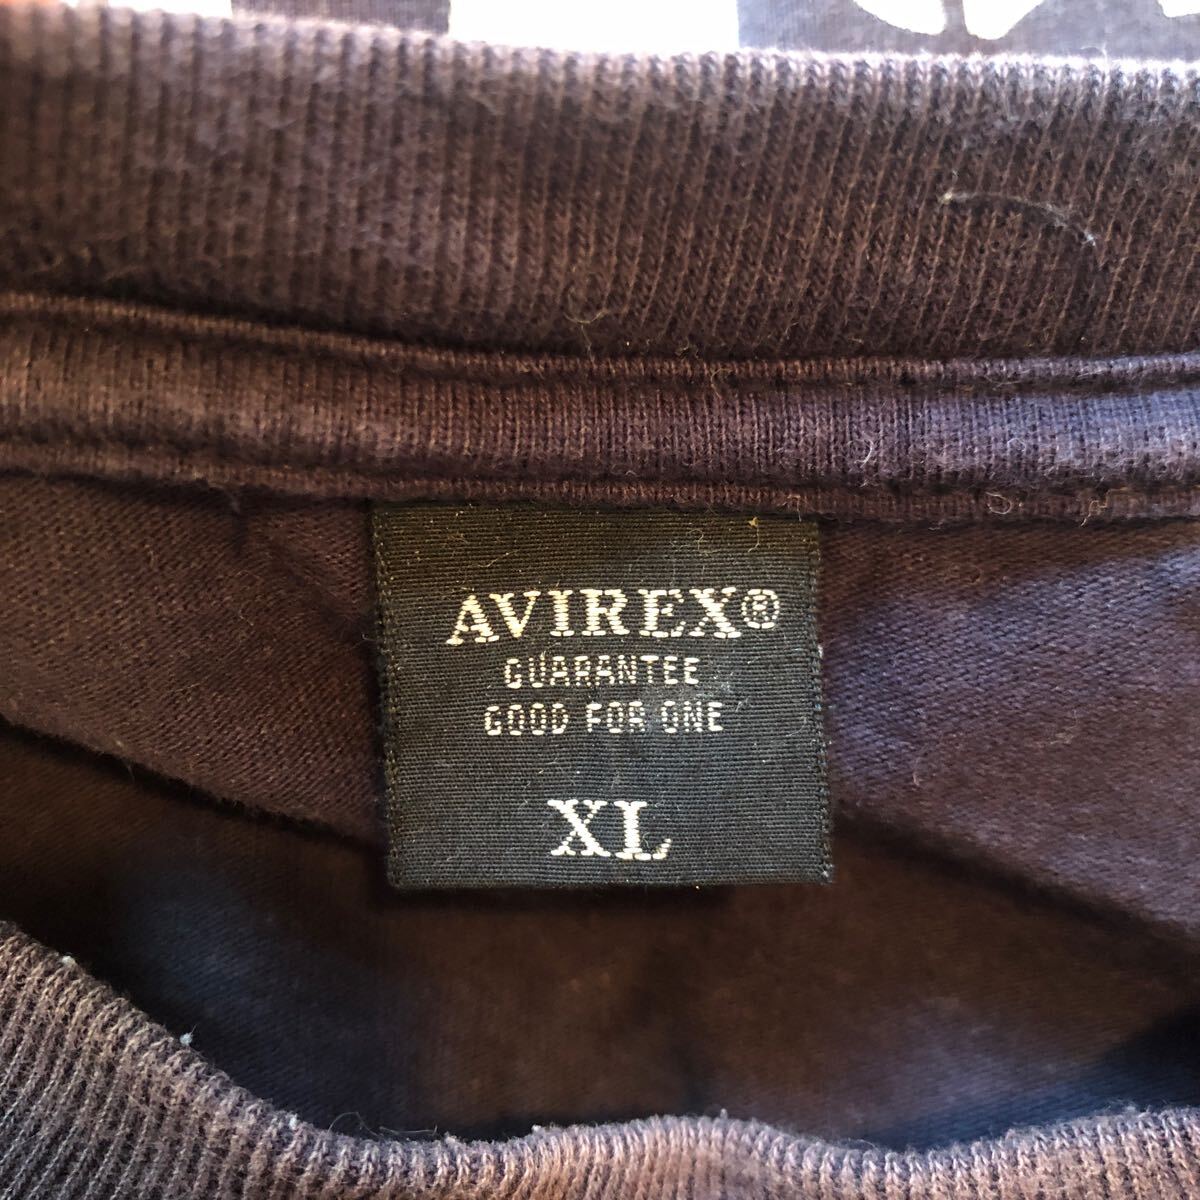 AVIREX®
GUARANTEE
GOOD FOR ONE
XL